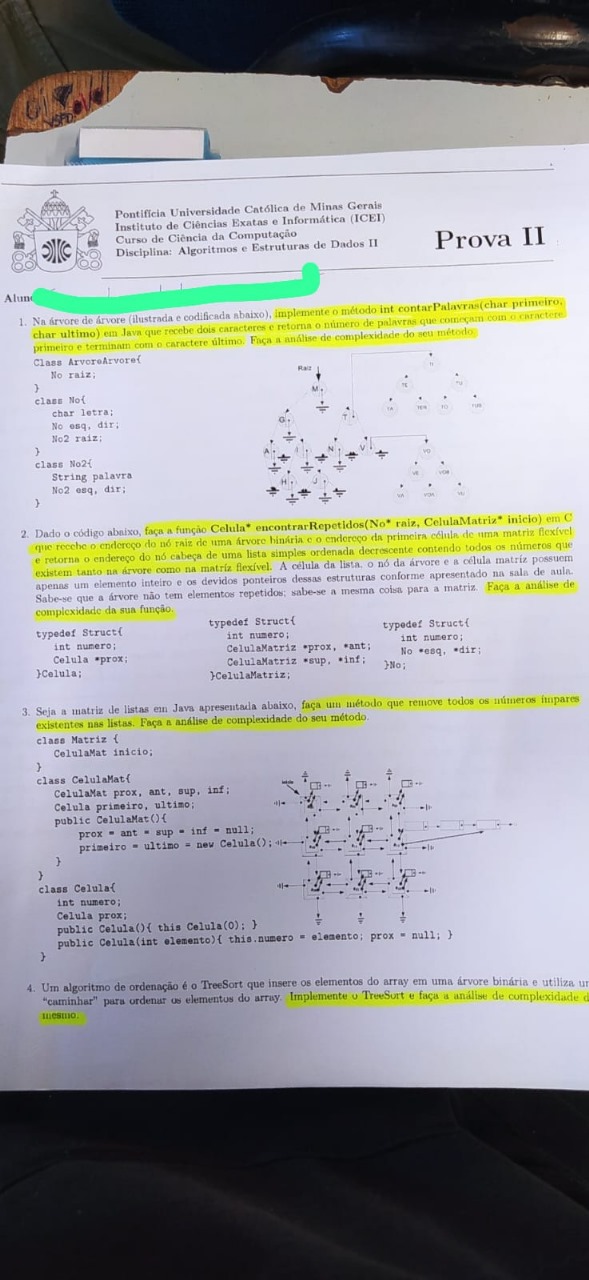 Pontifícia Universidade Católica de Minas Gerais
Instituto de Ciências Exatas e Informática (ICEI)
Curso de Ciência da Computação
Disciplina: Algoritmos e Estruturas de Dados II
Prova II
Alun
1. Na árvore de árvore (ilustrada e codificada abaixo), implemente o método int contarPalavras(char primeiro,
char ultimo) em Java que recebe dois caracteres e retorna o número de palavras que começam com o caractere
primeiro e terminam com o caractere último. Faça a análise de complexidade do seu método.
Class ArvoreArvore{
No raiz;
}
class No{
char letra;
No esq, dir;
No2 raiz;
}
class No2{
String palavra
No2 esq, dir;
}
Raiz
M
G
T
A
I
N
V
H
J
TI
TE
TU
VO
VE
2. Dado o código abaixo, faça a função Celula* encontrarRepetidos(No* raiz, CelulaMatriz* inicio) em C
que recebe o endereço do nó raiz de uma árvore binária e o endereço da primeira célula de uma matriz flexível
e retorna o endereço do nó cabeça de uma lista simples ordenada decrescente contendo todos os números que
existem tanto na árvore como na matriz flexível. A célula da lista, o nó da árvore e a célula matriz possuem
apenas um elemento inteiro e os devidos ponteiros dessas estruturas conforme apresentado na sala de aula.
Sabe-se que a árvore não tem elementos repetidos; sabe-se a mesma coisa para a matriz. Faça a análise de
complexidade da sua função.
typedef Struct{
int numero;
Celula *prox;
}Celula;
typedef Struct{
int numero;
CelulaMatriz *prox, *ant;
CelulaMatriz *sup, *inf;
}CelulaMatriz;
typedef Struct{
int numero;
No *esq, *dir;
}No;
3. Seja a matriz de listas em Java apresentada abaixo, faça um método que remove todos os números ímpares
existentes nas listas. Faça a análise de complexidade do seu método.
class Matriz {
CelulaMat inicio;
}
class CelulaMat{
CelulaMat prox, ant, sup, inf;
Celula primeiro, ultimo;
public CelulaMat(){
prox = ant = sup = inf = null;
primeiro = ultimo = new Celula();
}
}
class Celula{
int numero;
Celula prox;
public Celula(){ this Celula(0); }
public Celula(int elemento){ this.numero = elemento; prox = null; }
}
4. Um algoritmo de ordenação é o TreeSort que insere os elementos do array em uma árvore binária e utiliza um
"caminhar" para ordenar os elementos do array. Implemente o TreeSort e faça a análise de complexidade d
mesmo.